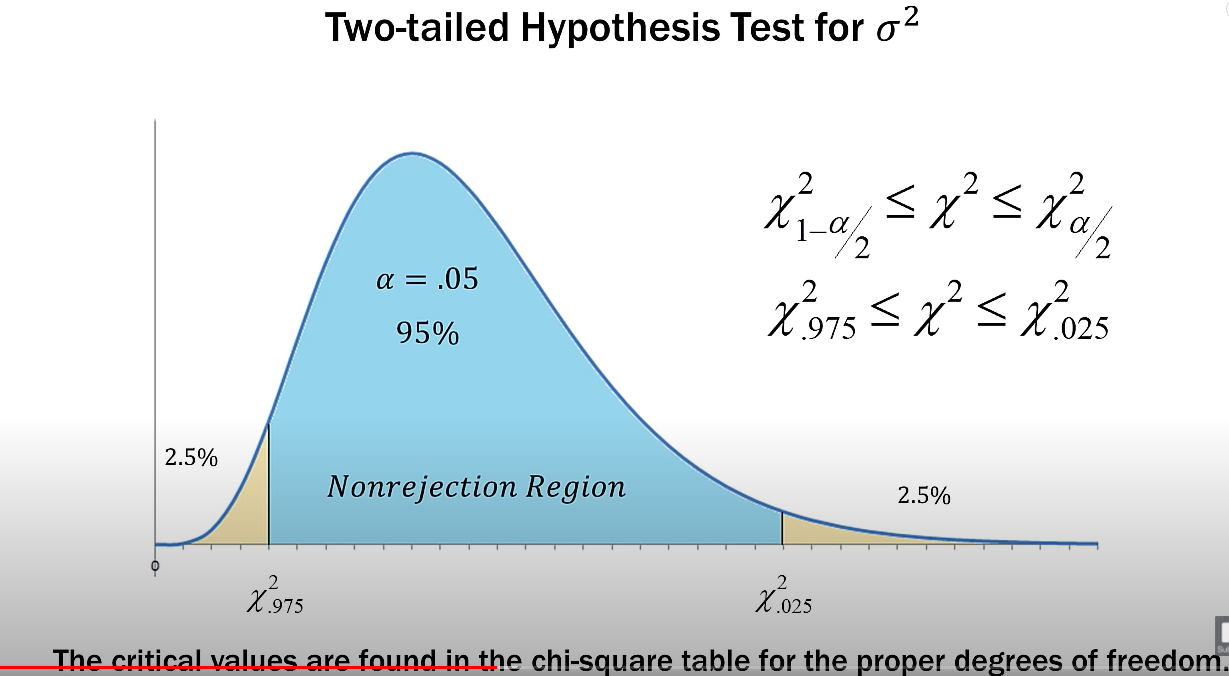 Two-tailed Hypothesis Test for σ²
χ²₁₋α/₂ ≤ χ² ≤ χ²α/₂
α = .05
95%
χ².₉₇₅ ≤ χ² ≤ χ².₀₂₅
2.5%
Nonrejection Region
2.5%
0
χ².₉₇₅
χ².₀₂₅
The critical values are found in the chi-square table for the proper degrees of freedom.